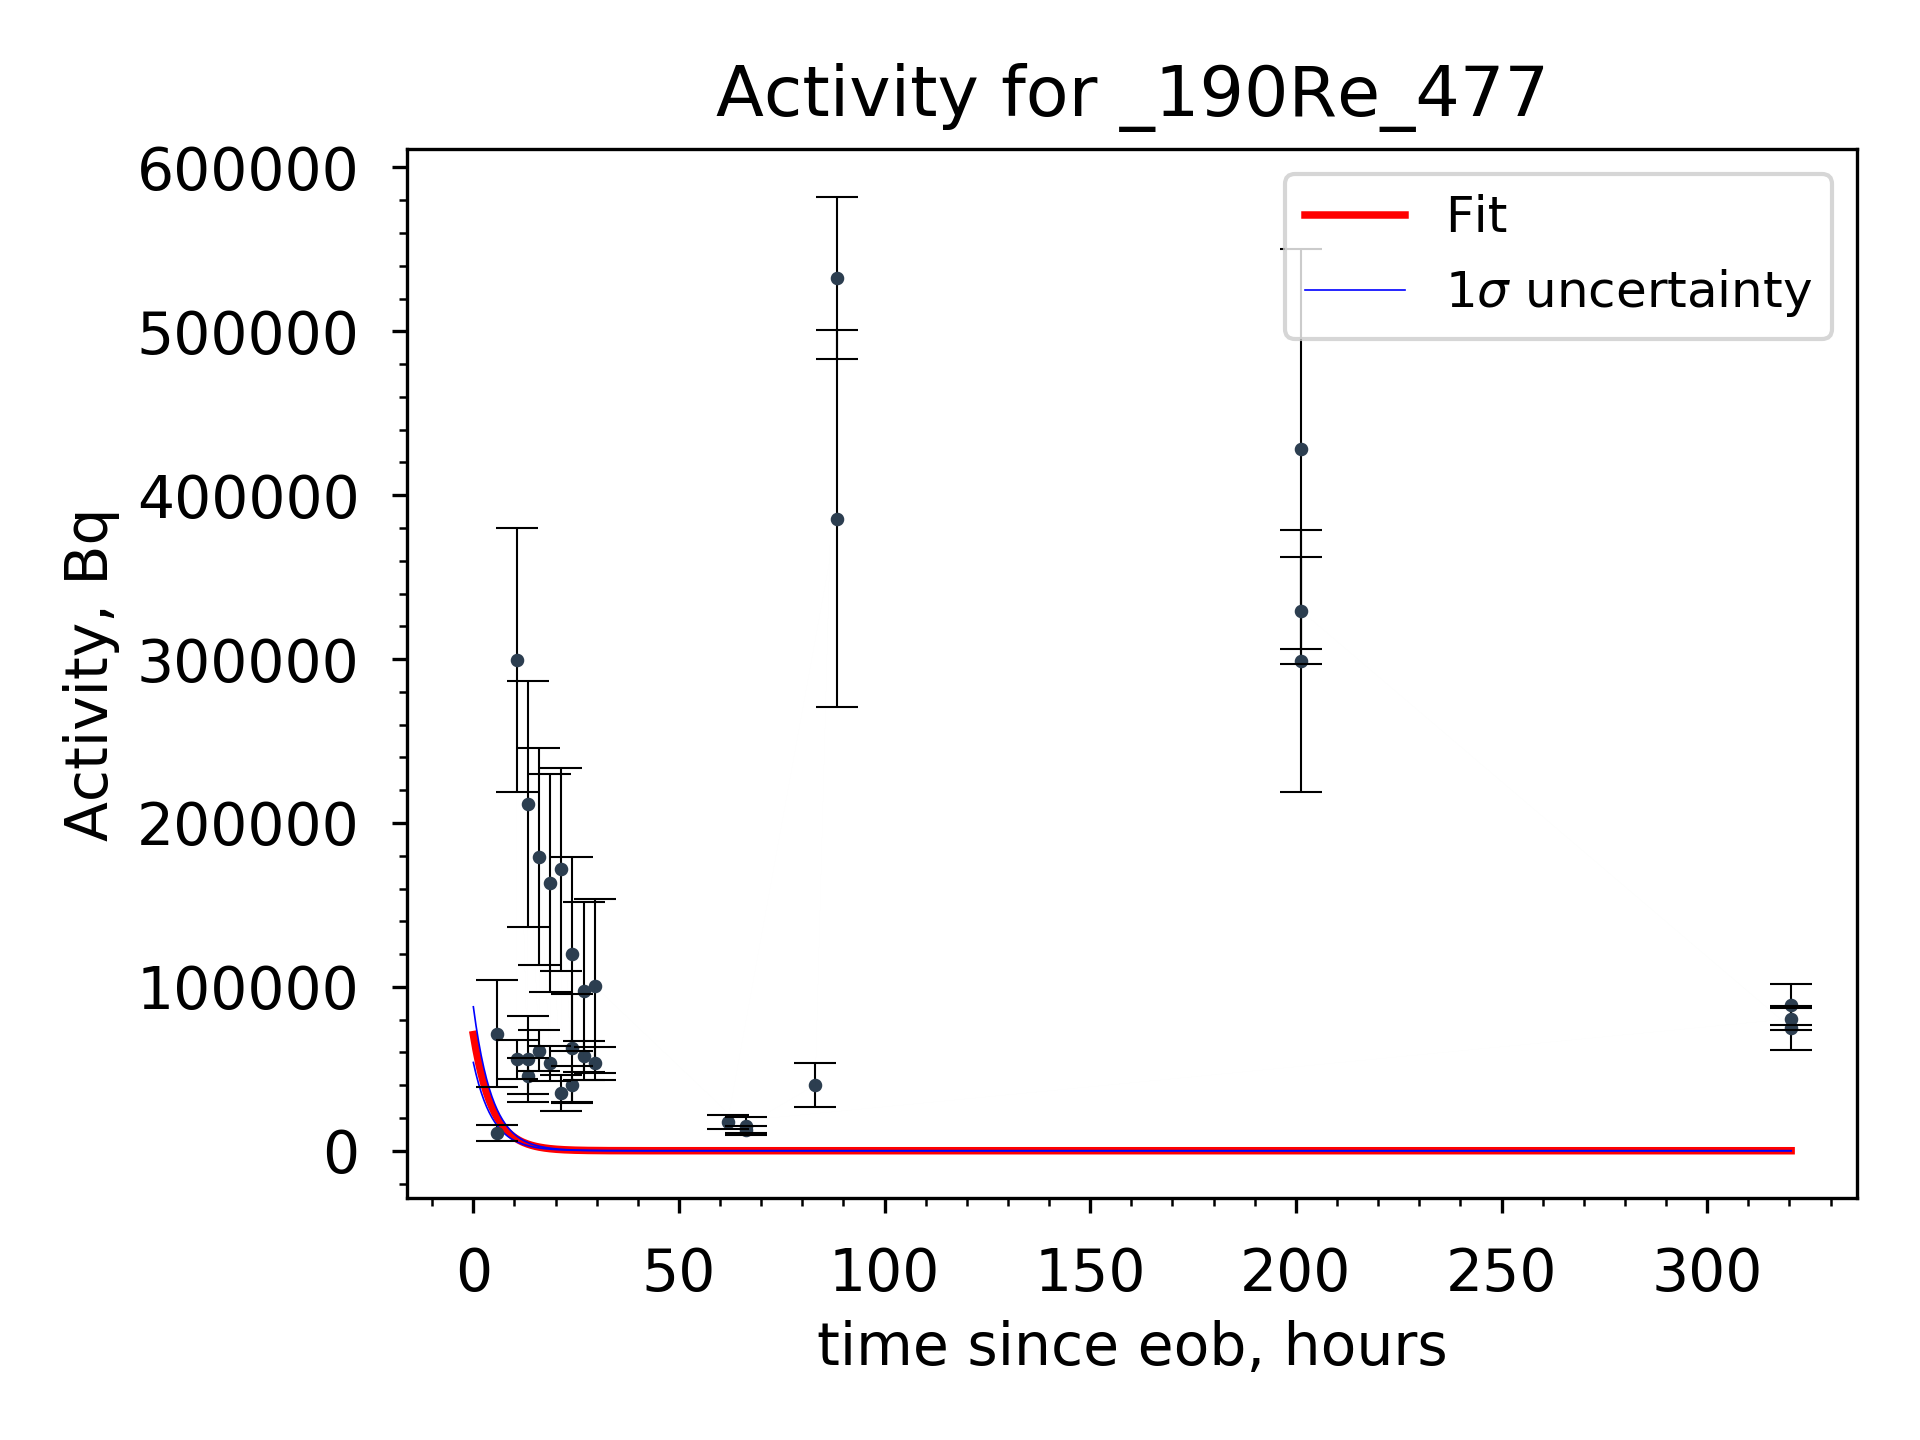 Activity for _190Re_477
600000
500000
400000
300000
200000
100000
0
Activity, Bq
Fit
1σ uncertainty
0 50 100 150 200 250 300
time since eob, hours